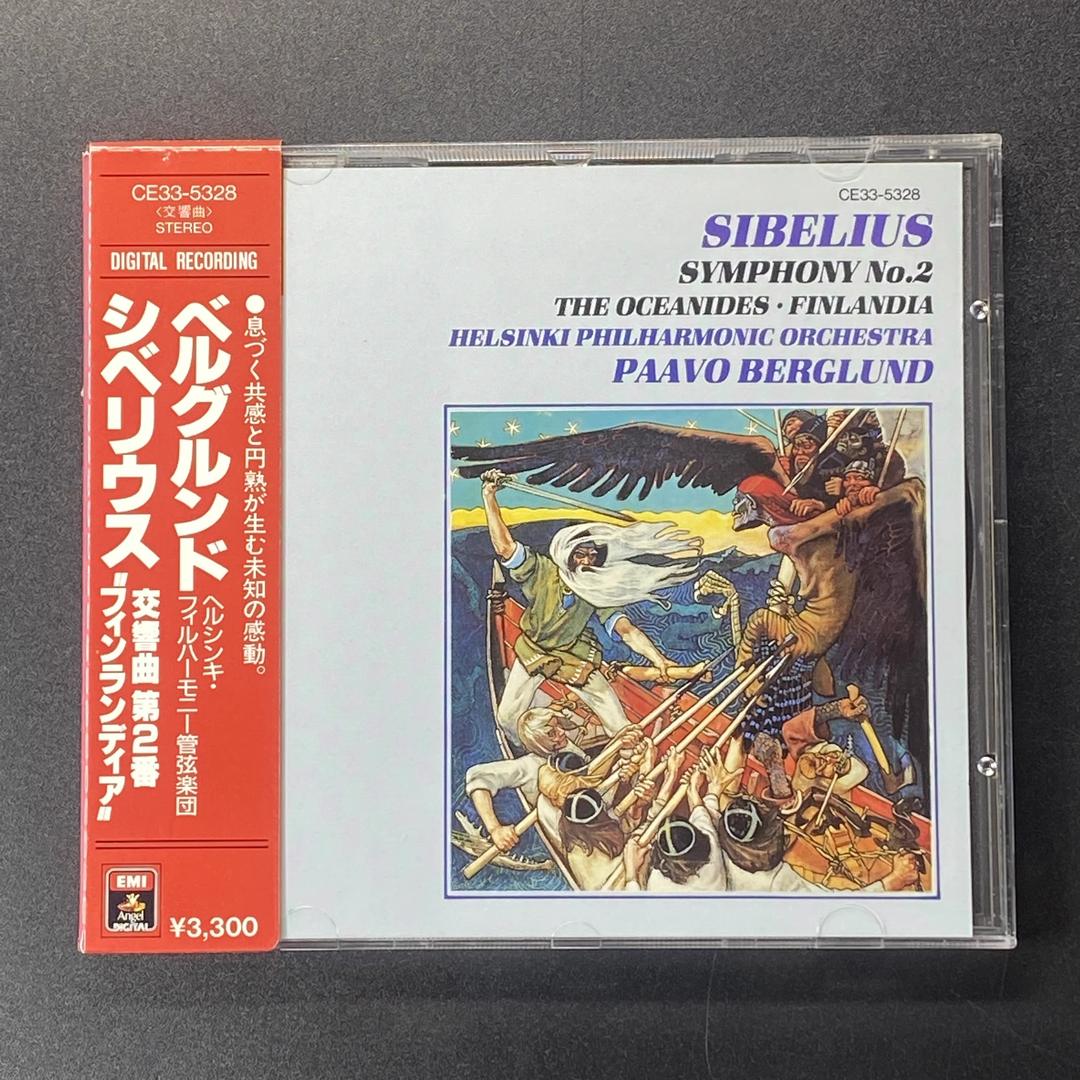 CE33-5328
〈交響曲〉
STEREO
DIGITAL RECORDING
●息づく共感と円熟が生む未知の感動。
ベルグルンド
ヘルシンキ・
フィルハーモニー管弦楽団
シベリウス
交響曲 第2番
“フィンランディア”
EMI
Angel
DIGITAL
¥3,300
CE33-5328
SIBELIUS
SYMPHONY No.2
THE OCEANIDES · FINLANDIA
HELSINKI PHILHARMONIC ORCHESTRA
PAAVO BERGLUND